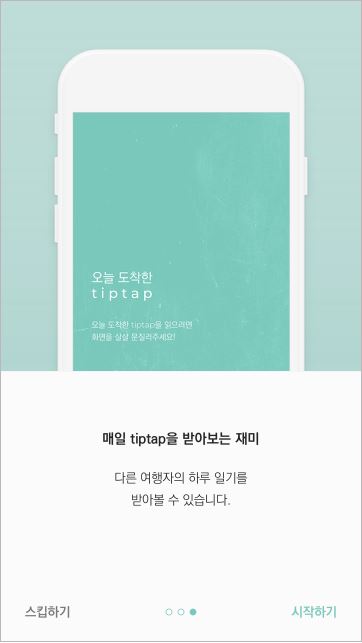 오늘 도착한
tiptap
오늘 도착한 tiptap을 읽으려면
화면을 살살 문질러주세요!
매일 tiptap을 받아보는 재미
다른 여행자의 하루 일기를
받아볼 수 있습니다.
스킵하기
시작하기